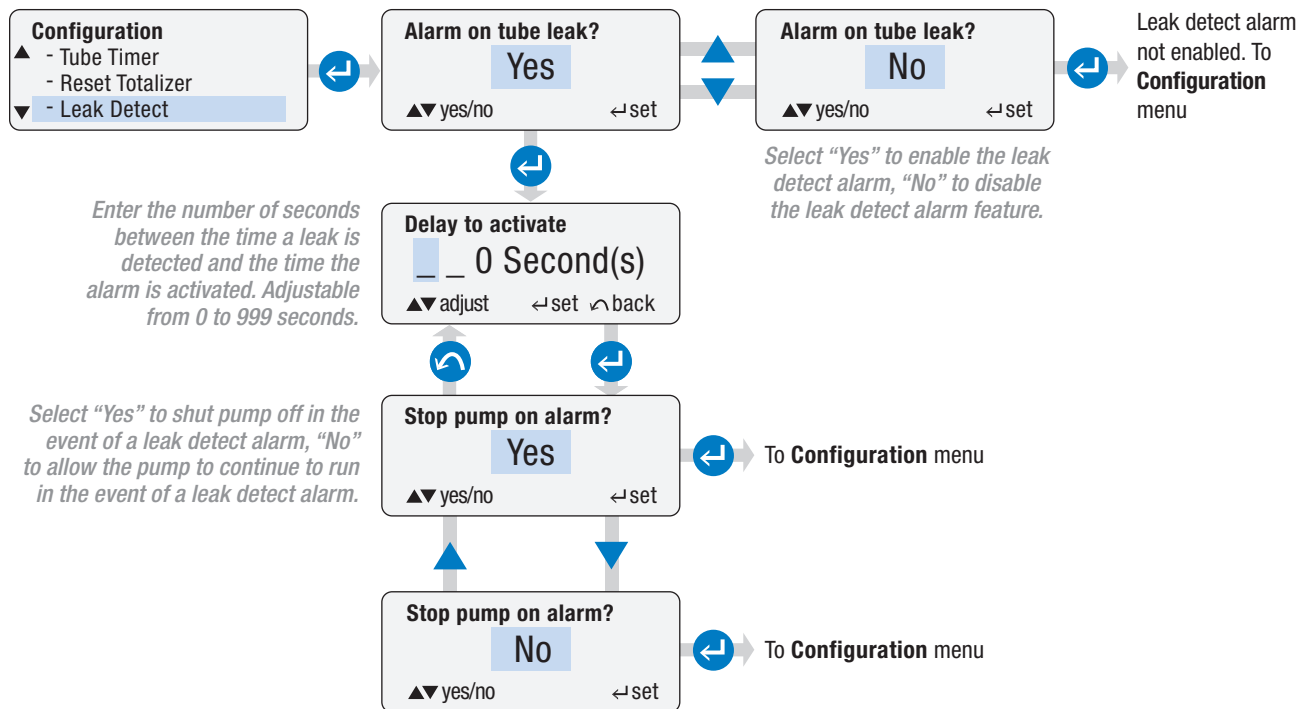 Configuration
▲ - Tube Timer
- Reset Totalizer
▼ - Leak Detect
Alarm on tube leak?
Yes
▲▼ yes/no ↵ set
Alarm on tube leak?
No
▲▼ yes/no ↵ set
Leak detect alarm
not enabled. To
Configuration
menu
Select “Yes” to enable the leak
detect alarm, “No” to disable
the leak detect alarm feature.
Enter the number of seconds
between the time a leak is
detected and the time the
alarm is activated. Adjustable
from 0 to 999 seconds.
Delay to activate
_ _ 0 Second(s)
▲▼ adjust ↵ set ↶ back
Select “Yes” to shut pump off in the
event of a leak detect alarm, “No”
to allow the pump to continue to run
in the event of a leak detect alarm.
Stop pump on alarm?
Yes
▲▼ yes/no ↵ set
To Configuration menu
Stop pump on alarm?
No
▲▼ yes/no ↵ set
To Configuration menu